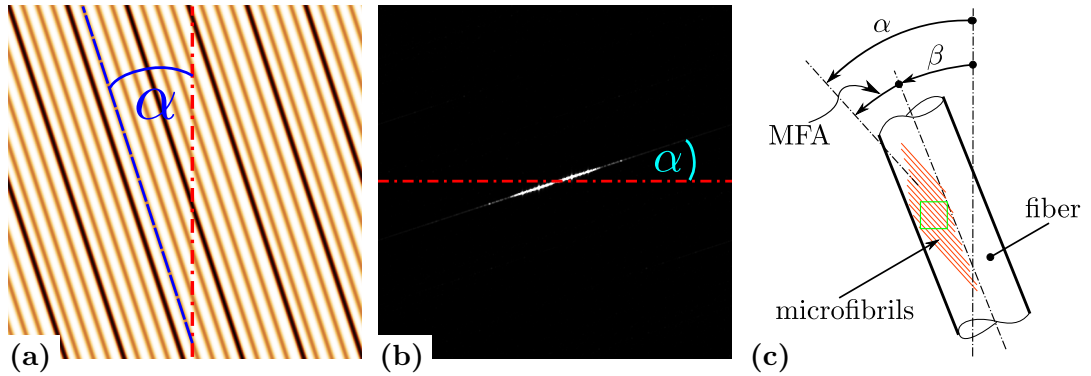 α
(a)
α
(b)
α
β
MFA
fiber
microfibrils
(c)